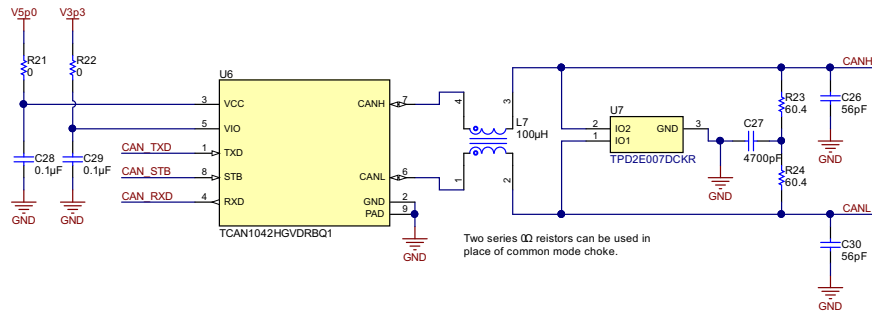 V5p0
V3p3
R21
0
R22
0
C28
0.1µF
C29
0.1µF
GND
GND
CAN_TXD
CAN_STB
CAN_RXD
U6
3
VCC
5
VIO
1
TXD
8
STB
4
RXD
CANH
7
CANL
6
GND
2
PAD
9
TCAN1042HGVDRBQ1
GND
4
3
L7
100µH
1
2
U7
2
IO2
1
IO1
GND
3
TPD2E007DCKR
GND
C27
4700pF
R23
60.4
R24
60.4
CANH
C26
56pF
GND
CANL
C30
56pF
GND
Two series 0Ω reistors can be used in
place of common mode choke.